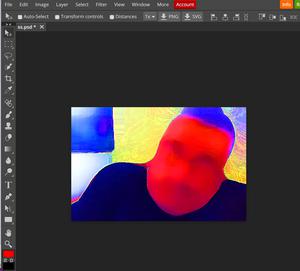 File Edit Image Layer Select Filter View Window More Account Info
Auto-Select Transform controls Distances 1x PNG SVG
ss.psd *